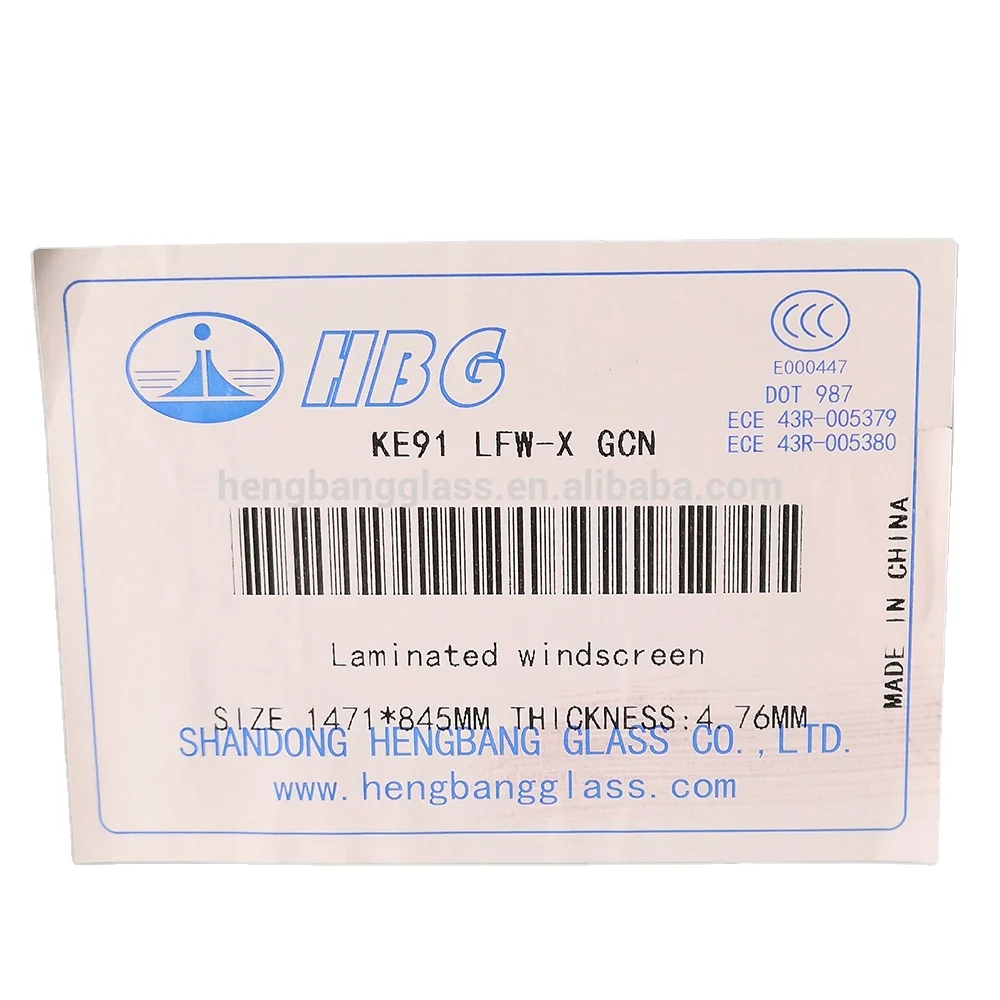 HBG
CCC
E000447
DOT 987
ECE 43R-005379
ECE 43R-005380
KE91 LFW-X GCN
hengbangglass.en.alibaba.com
Laminated windscreen
SIZE 1471*845MM THICKNESS:4.76MM
SHANDONG HENGBANG GLASS CO.,LTD.
www.hengbangglass.com
MADE IN CHINA